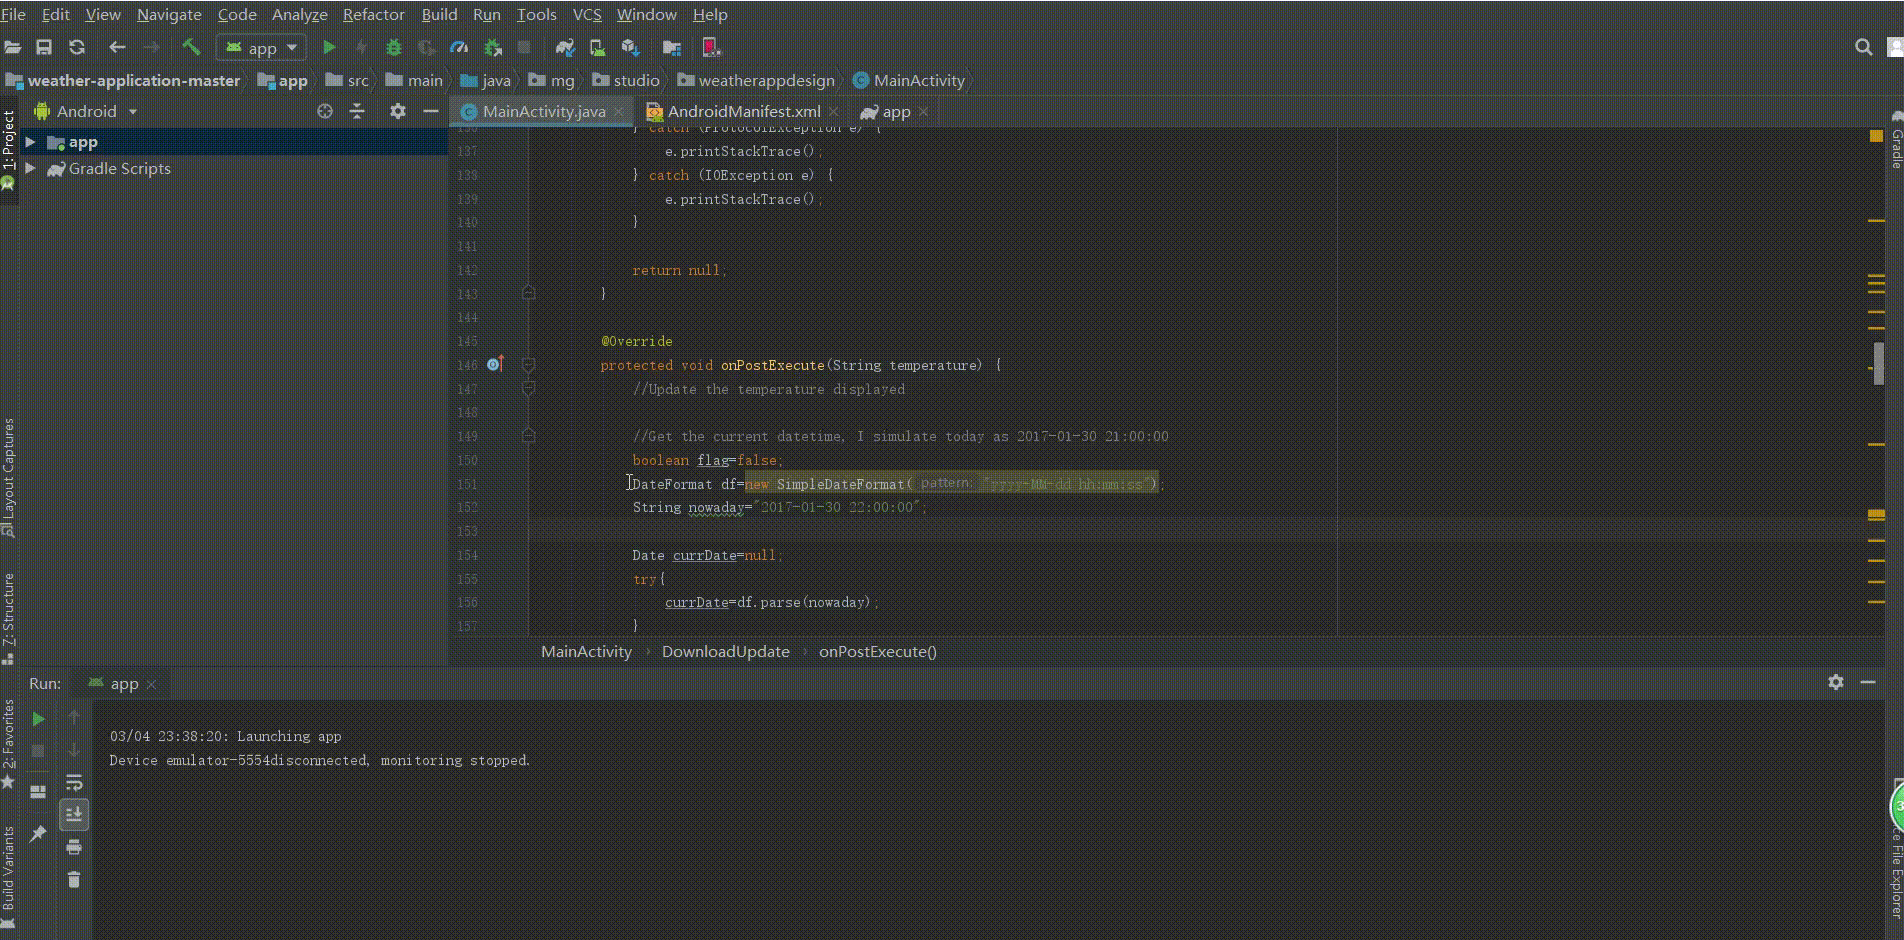 File Edit View Navigate Code Analyze Refactor Build Run Tools VCS Window Help
app
weather-application-master app src main java mg studio weatherappdesign MainActivity
Android
MainActivity.java AndroidManifest.xml app
1: Project
app
Gradle Scripts
Layout Captures
7: Structure
2: Favorites
Build Variants
Gradle
136 } catch (ProtocolException e) {
137 e.printStackTrace();
138 } catch (IOException e) {
139 e.printStackTrace();
140 }
141
142 return null;
143 }
144
145 @Override
146 protected void onPostExecute(String temperature) {
147 //Update the temperature displayed
148
149 //Get the current datetime, I simulate today as 2017-01-30 21:00:00
150 boolean flag=false;
151 DateFormat df=new SimpleDateFormat( pattern: "yyyy-MM-dd hh:mm:ss");
152 String nowaday="2017-01-30 22:00:00";
153
154 Date currDate=null;
155 try{
156 currDate=df.parse(nowaday);
157 }
MainActivity DownloadUpdate onPostExecute()
Run: app
03/04 23:38:20: Launching app
Device emulator-5554disconnected, monitoring stopped.
3
File Explorer